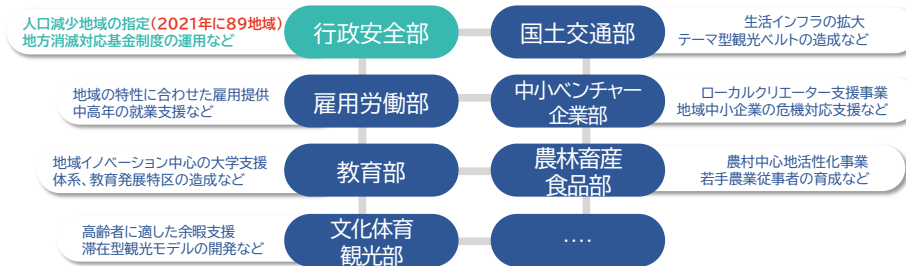 人口減少地域の指定(2021年に89地域)
地方消滅対応基金制度の運用など
行政安全部
国土交通部
生活インフラの拡大
テーマ型観光ベルトの造成など
地域の特性に合わせた雇用提供
中高年の就業支援など
雇用労働部
中小ベンチャー
企業部
ローカルクリエーター支援事業
地域中小企業の危機対応支援など
地域イノベーション中心の大学支援
体系、教育発展特区の造成など
教育部
農林畜産
食品部
農村中心地活性化事業
若手農業従事者の育成など
高齢者に適した余暇支援
滞在型観光モデルの開発など
文化体育
観光部
....